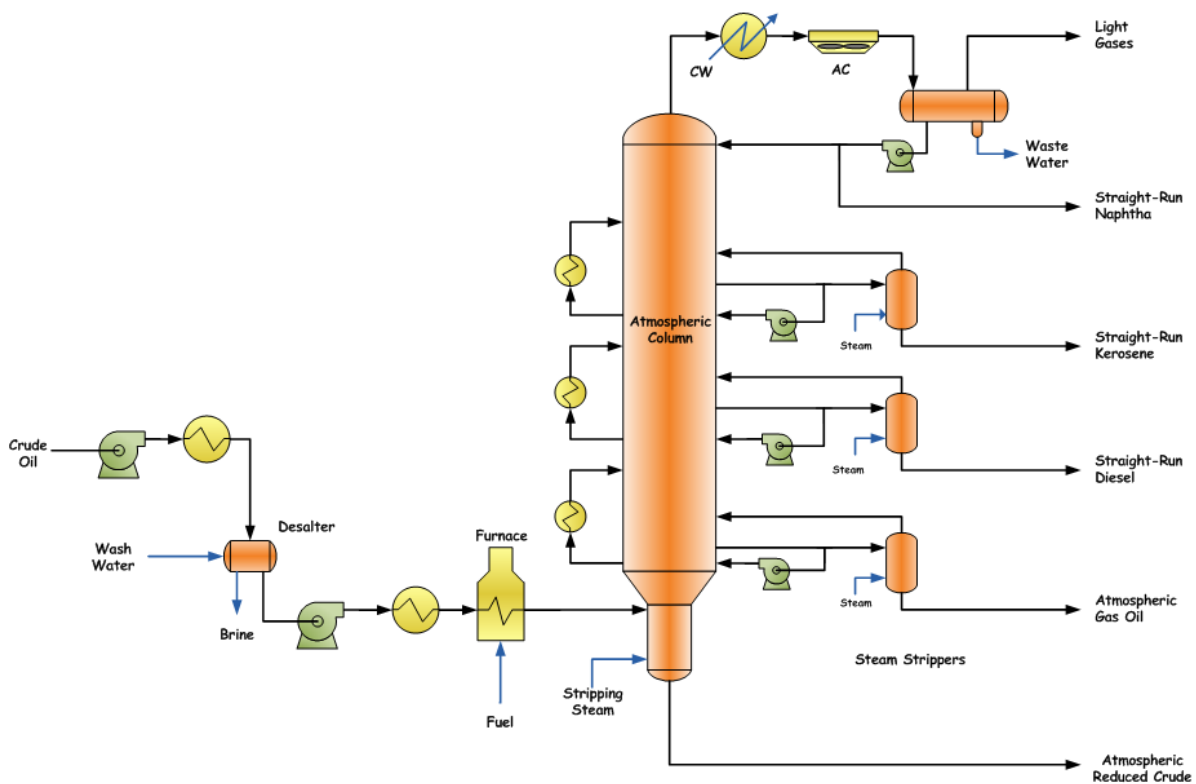 Light
Gases
CW
AC
Waste
Water
Straight-Run
Naphtha
Atmospheric
Column
Steam
Straight-Run
Kerosene
Steam
Straight-Run
Diesel
Crude
Oil
Desalter
Furnace
Wash
Water
Steam
Brine
Atmospheric
Gas Oil
Steam Strippers
Stripping
Steam
Fuel
Atmospheric
Reduced Crude